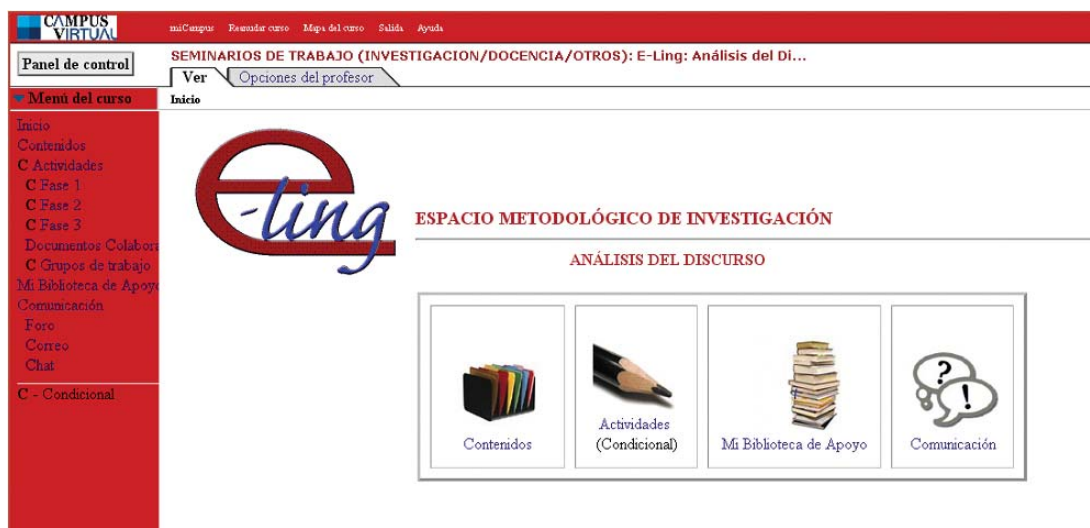 CAMPUS
VIRTUAL
miCampus Reanudar curso Mapa del curso Salida Ayuda
Panel de control
SEMINARIOS DE TRABAJO (INVESTIGACION/DOCENCIA/OTROS): E-Ling: Análisis del Di...
Ver Opciones del profesor
Menú del curso
Inicio
Inicio
Contenidos
C Actividades
C Fase 1
C Fase 2
C Fase 3
Documentos Colabora
C Grupos de trabajo
Mi Biblioteca de Apoyo
Comunicación
Foro
Correo
Chat
C - Condicional
e-ling
ESPACIO METODOLÓGICO DE INVESTIGACIÓN
ANÁLISIS DEL DISCURSO
Contenidos
Actividades
(Condicional)
Mi Biblioteca de Apoyo
? !
Comunicación